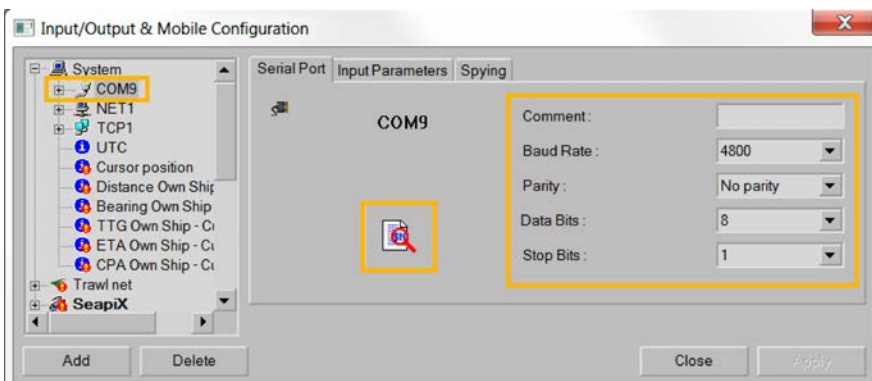 Input/Output & Mobile Configuration
System
COM9
NET1
TCP1
UTC
Cursor position
Distance Own Ship
Bearing Own Ship
TTG Own Ship - Cu
ETA Own Ship - Cu
CPA Own Ship - Cu
Trawl net
SeapiX
Add
Delete
Serial Port
Input Parameters
Spying
COM9
Comment :
Baud Rate : 4800
Parity : No parity
Data Bits : 8
Stop Bits : 1
Close
Apply